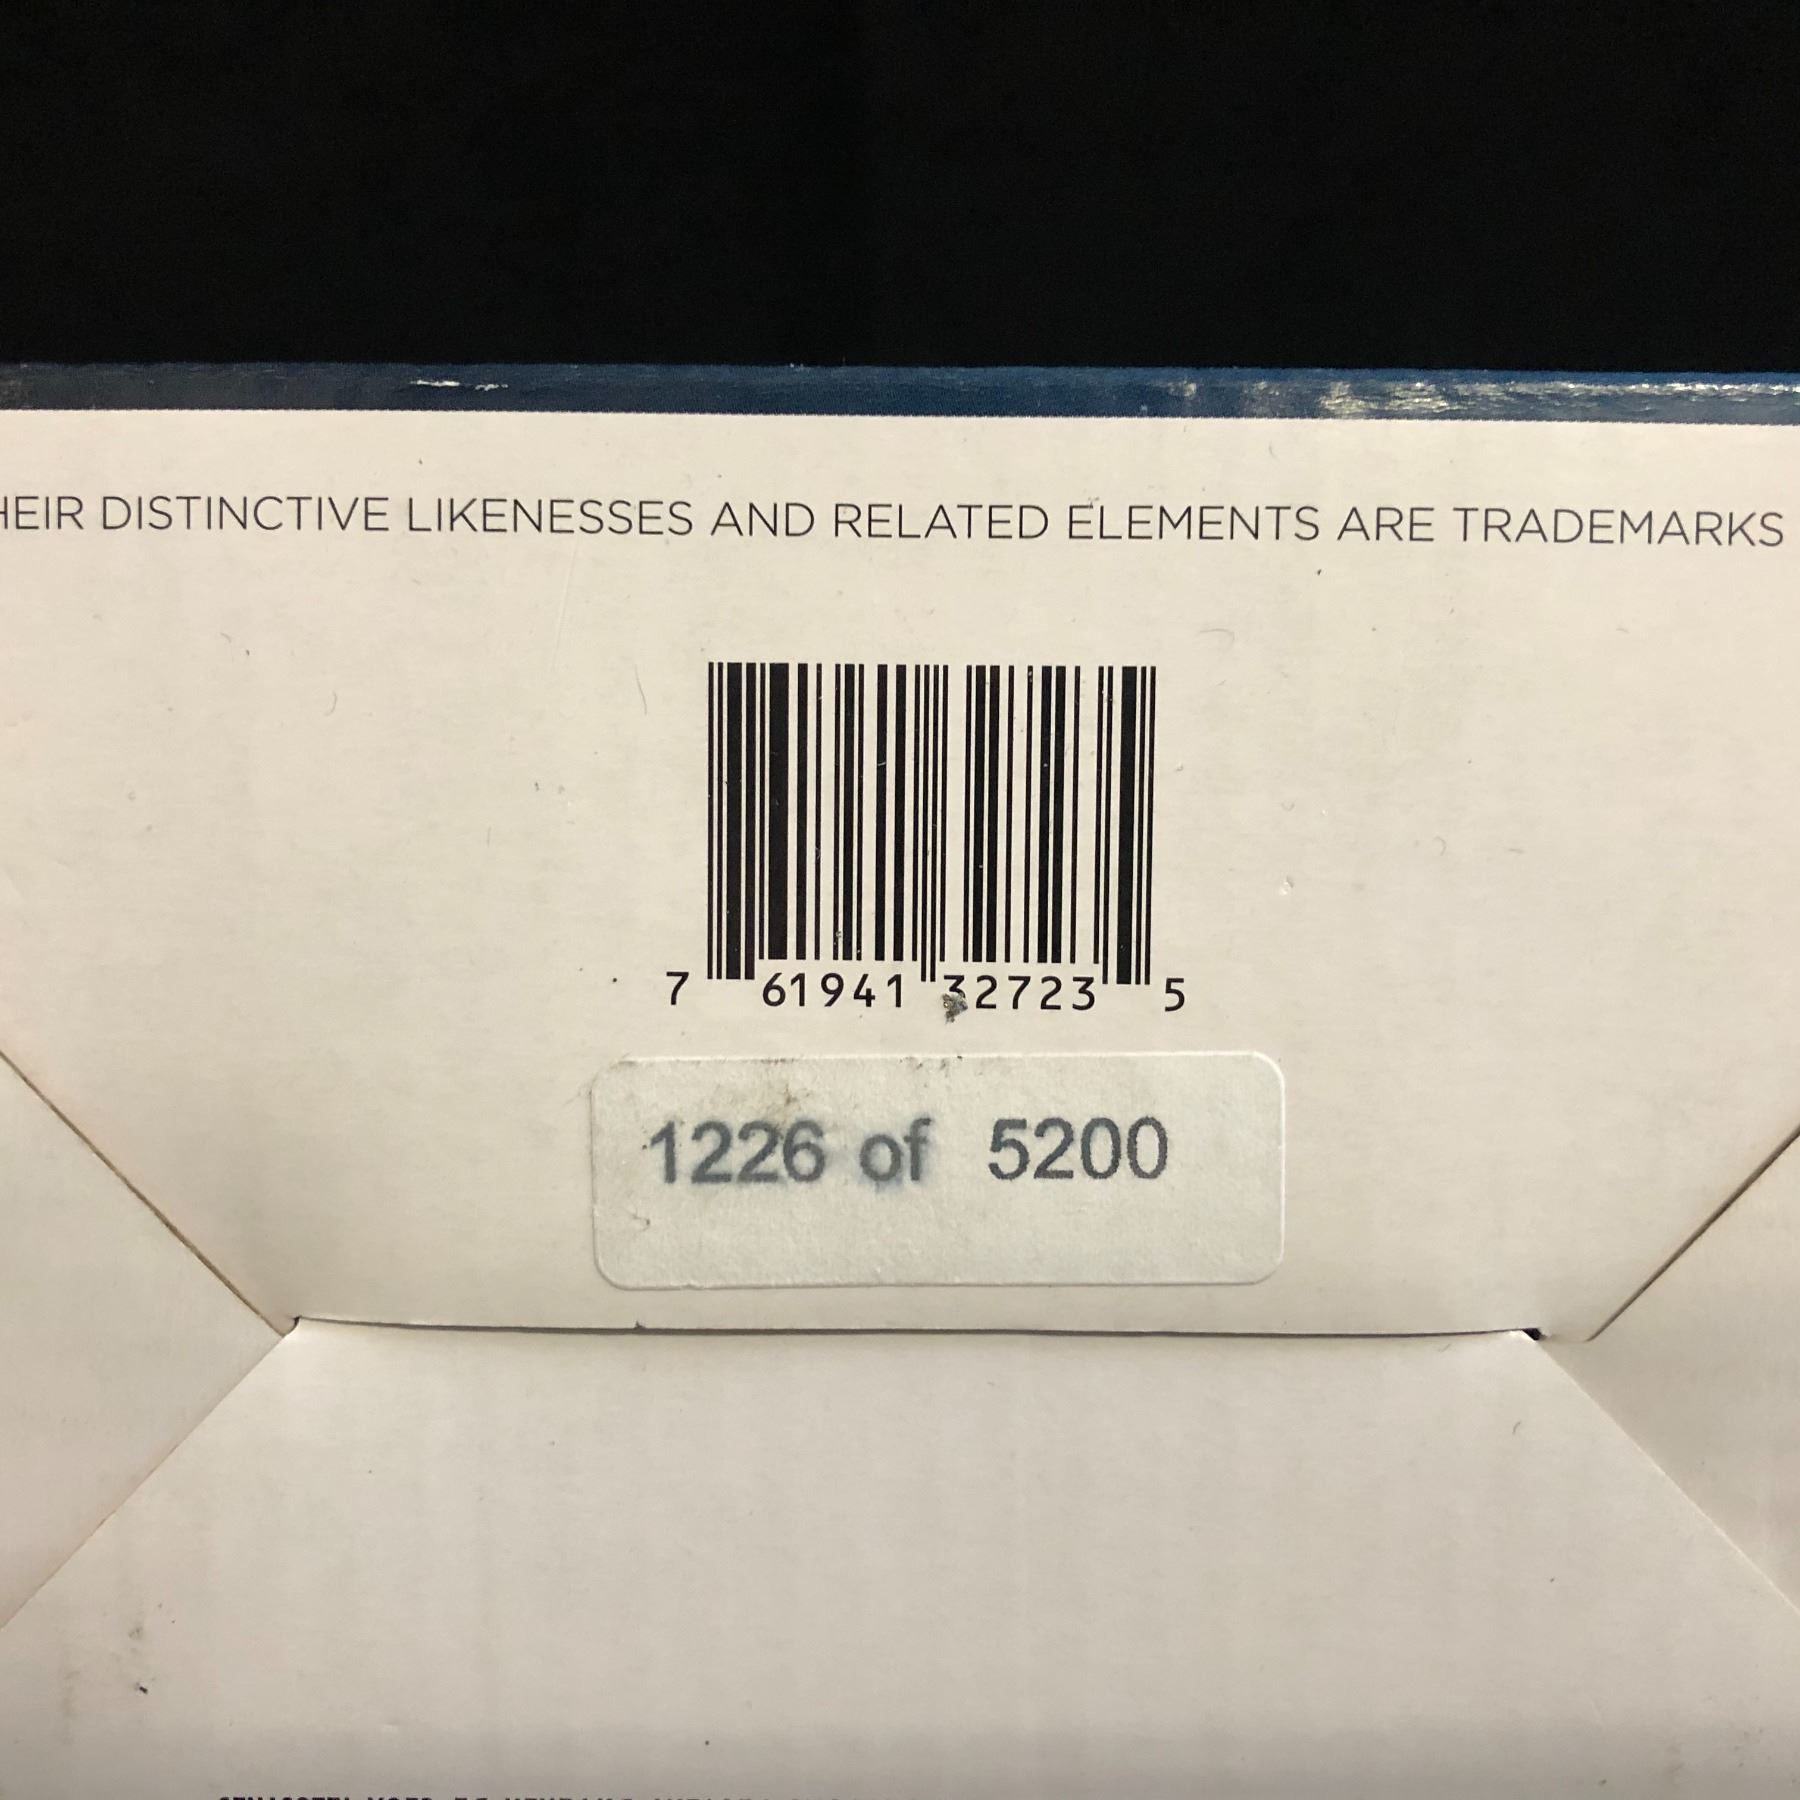 HEIR DISTINCTIVE LIKENESSES AND RELATED ELEMENTS ARE TRADEMARKS
7 61941 32723 5
1226 of 5200